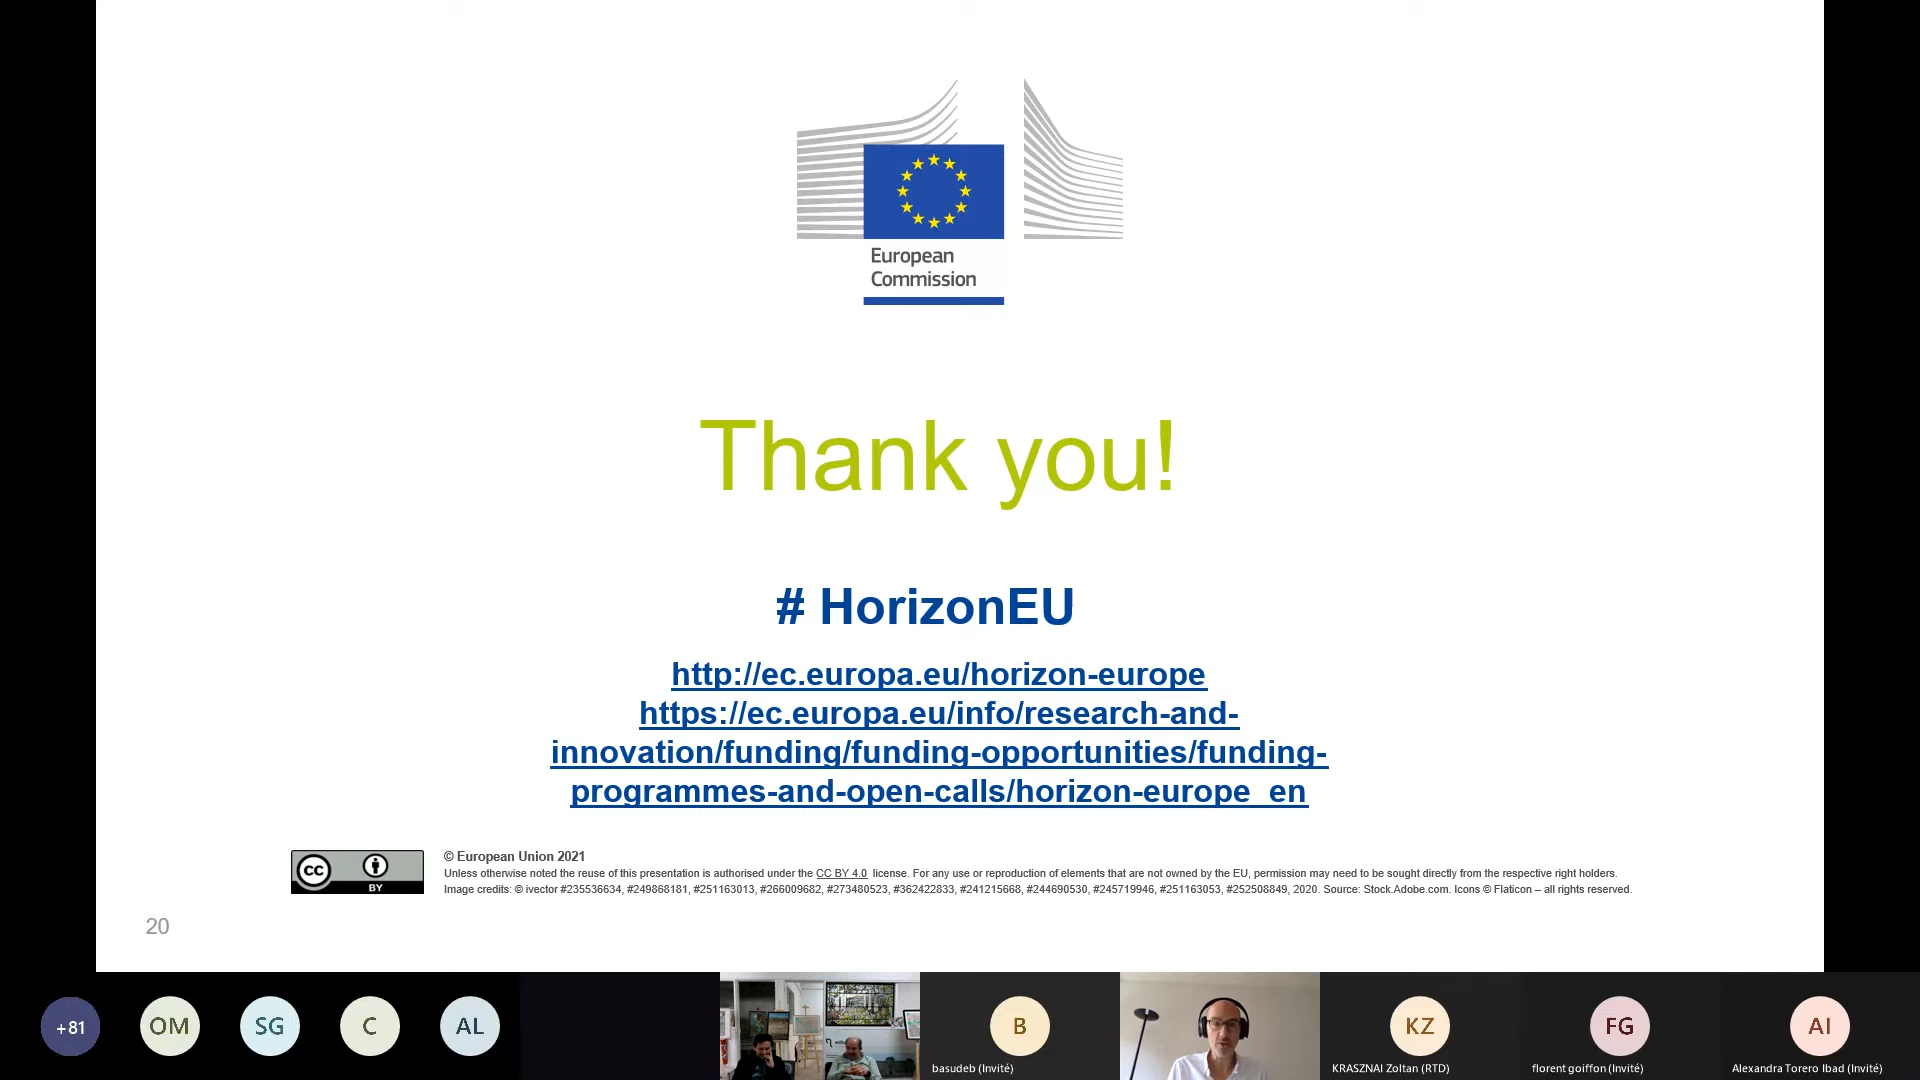 European
Commission
Thank you!
# HorizonEU
http://ec.europa.eu/horizon-europe
https://ec.europa.eu/info/research-and-
innovation/funding/funding-opportunities/funding-
programmes-and-open-calls/horizon-europe_en
cc
BY
© European Union 2021
Unless otherwise noted the reuse of this presentation is authorised under the CC BY 4.0 license. For any use or reproduction of elements that are not owned by the EU, permission may need to be sought directly from the respective right holders.
Image credits: © ivector #235536634, #249868181, #251163013, #266009682, #273480523, #362422833, #241215668, #244690530, #245719946, #251163053, #252508849, 2020. Source: Stock.Adobe.com. Icons © Flaticon – all rights reserved.
20
+81
OM
SG
C
AL
B
KZ
FG
AI
basudeb (Invité)
KRASZNAI Zoltan (RTD)
florent goiffon (Invité)
Alexandra Torero Ibad (Invité)